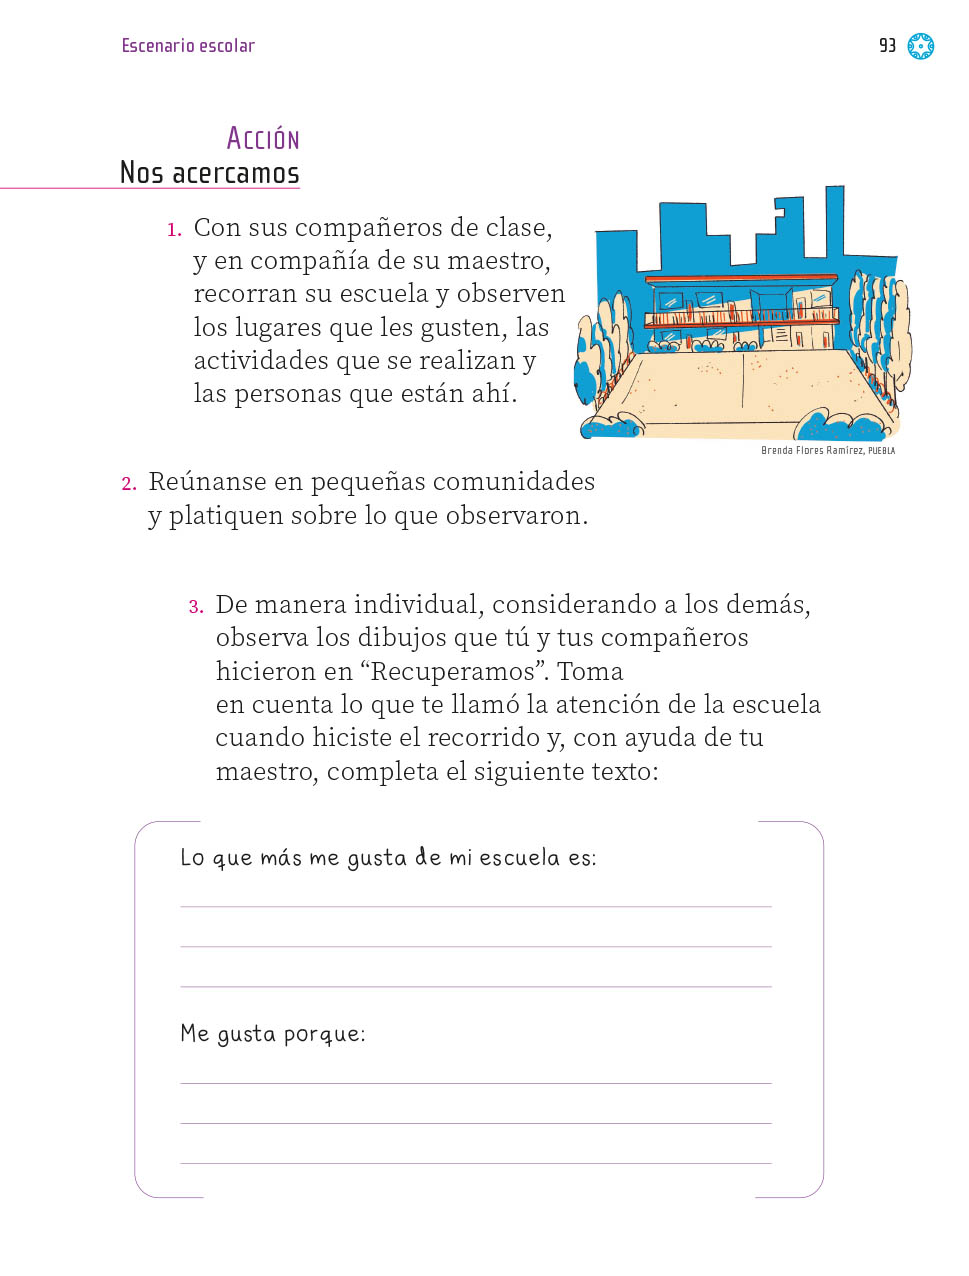 Escenario escolar
93
Acción
Nos acercamos
1. Con sus compañeros de clase,
y en compañía de su maestro,
recorran su escuela y observen
los lugares que les gusten, las
actividades que se realizan y
las personas que están ahí.
Brenda Flores Ramírez, PUEBLA
2. Reúnanse en pequeñas comunidades
y platiquen sobre lo que observaron.
3. De manera individual, considerando a los demás,
observa los dibujos que tú y tus compañeros
hicieron en “Recuperamos”. Toma
en cuenta lo que te llamó la atención de la escuela
cuando hiciste el recorrido y, con ayuda de tu
maestro, completa el siguiente texto:
Lo que más me gusta de mi escuela es:
Me gusta porque: